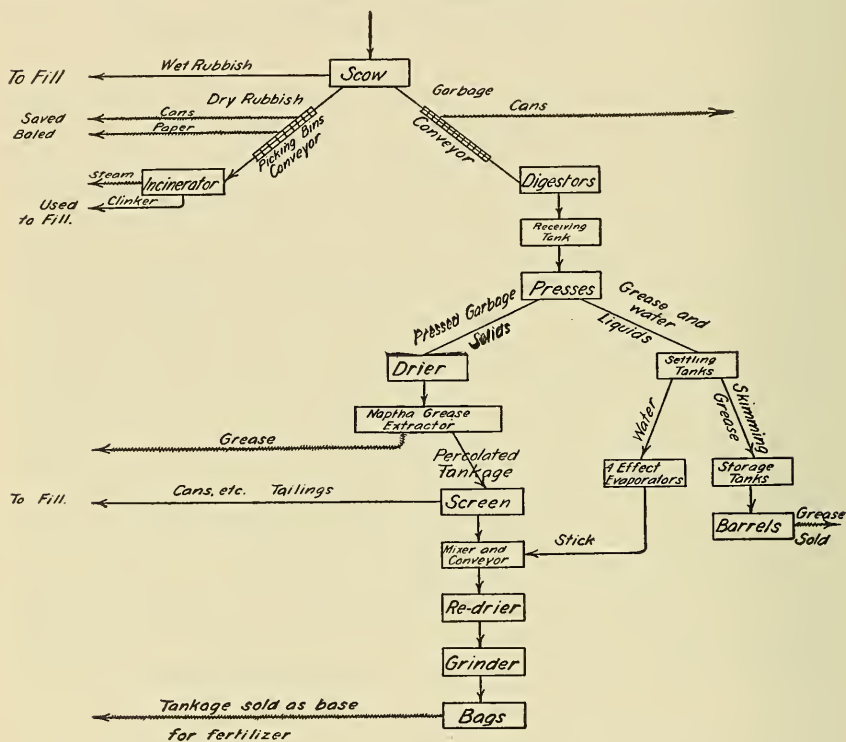 Scow
Wet Rubbish
To Fill
Dry Rubbish
Garbage
Cans
Saved
Cans
Baled
Paper
Picking Bins
Conveyor
Conveyor
Steam
Incinerator
Clinker
Used
to Fill.
Digestors
Receiving
Tank
Presses
Pressed Garbage
Solids
Grease and
water
Liquids
Drier
Settling
Tanks
Naptha Grease
Extractor
Grease
Water
Skimming
Grease
Percolated
Tankage
4 Effect
Evaporators
Storage
Tanks
To Fill.
Cans, etc. Tailings
Screen
Barrels
Grease
Sold
Mixer and
Conveyor
Stick
Re-drier
Grinder
Tankage sold as base
for fertilizer
Bags